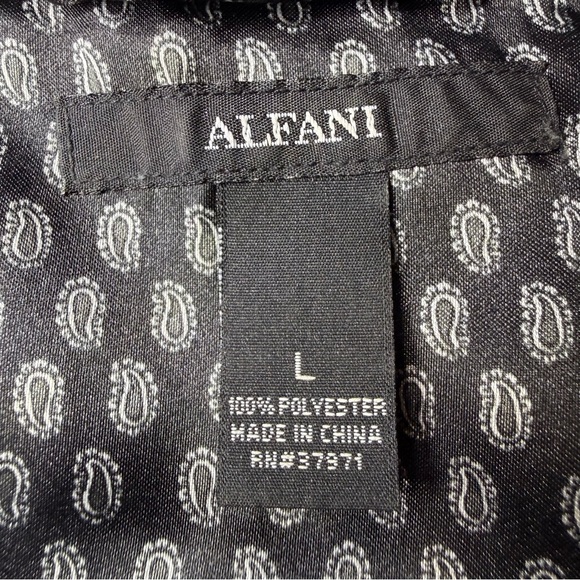 ALFANI
L
100% POLYESTER
MADE IN CHINA
RN#37971